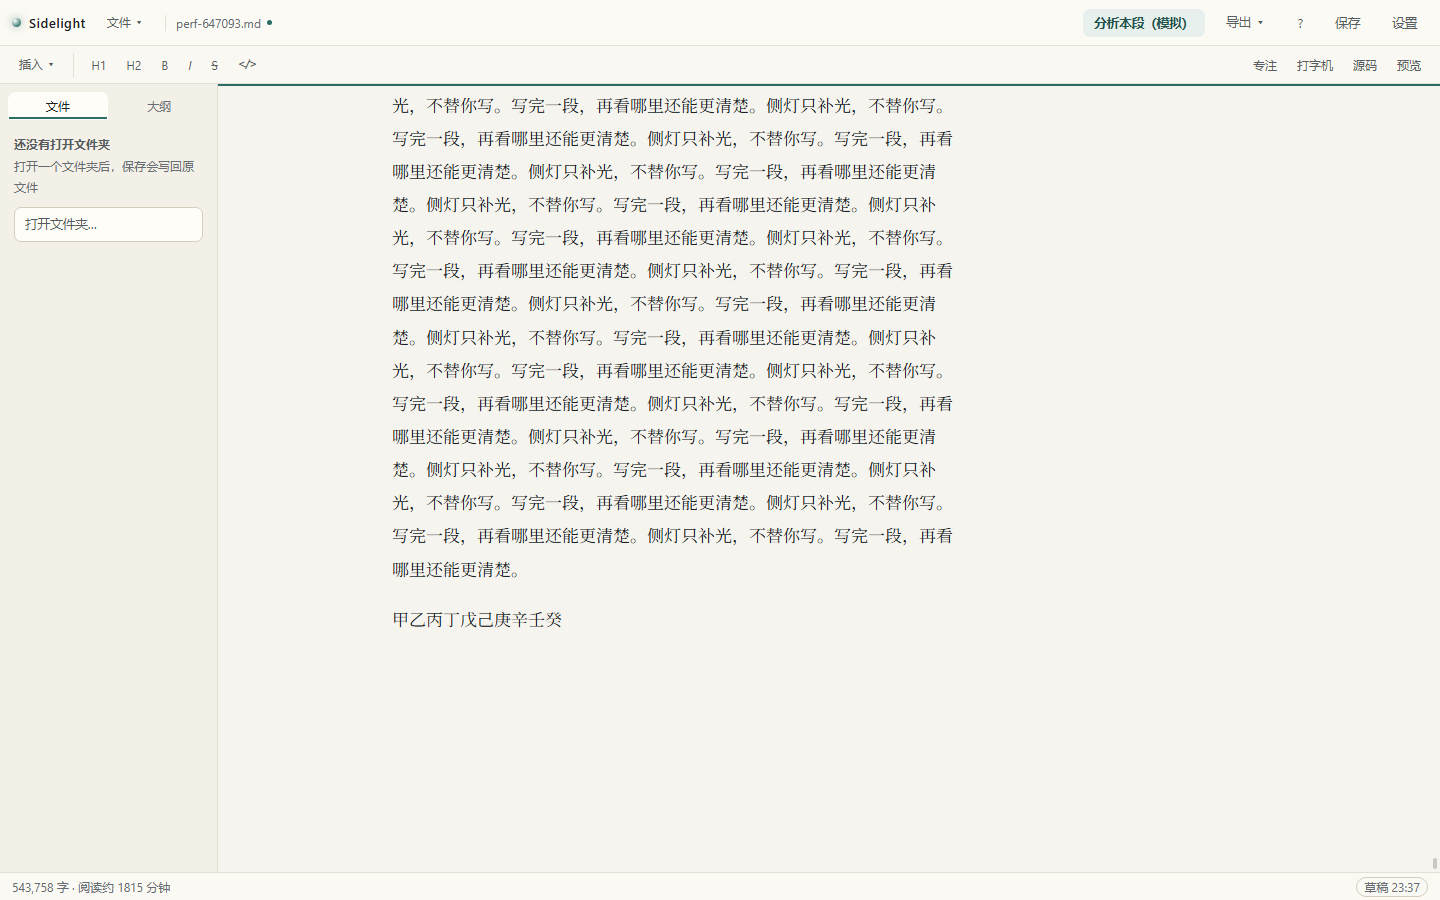 Sidelight 文件 ▾ perf-647093.md ● 分析本段（模拟） 导出 ▾ ? 保存 设置
插入 ▾ H1 H2 B I S </> 专注 打字机 源码 预览
文件 大纲
还没有打开文件夹
打开一个文件夹后，保存会写回原
文件
打开文件夹...
光，不替你写。写完一段，再看哪里还能更清楚。侧灯只补光，不替你写。
写完一段，再看哪里还能更清楚。侧灯只补光，不替你写。写完一段，再看
哪里还能更清楚。侧灯只补光，不替你写。写完一段，再看哪里还能更清
楚。侧灯只补光，不替你写。写完一段，再看哪里还能更清楚。侧灯只补
光，不替你写。写完一段，再看哪里还能更清楚。侧灯只补光，不替你写。
写完一段，再看哪里还能更清楚。侧灯只补光，不替你写。写完一段，再看
哪里还能更清楚。侧灯只补光，不替你写。写完一段，再看哪里还能更清
楚。侧灯只补光，不替你写。写完一段，再看哪里还能更清楚。侧灯只补
光，不替你写。写完一段，再看哪里还能更清楚。侧灯只补光，不替你写。
写完一段，再看哪里还能更清楚。侧灯只补光，不替你写。写完一段，再看
哪里还能更清楚。侧灯只补光，不替你写。写完一段，再看哪里还能更清
楚。侧灯只补光，不替你写。写完一段，再看哪里还能更清楚。侧灯只补
光，不替你写。写完一段，再看哪里还能更清楚。侧灯只补光，不替你写。
写完一段，再看哪里还能更清楚。侧灯只补光，不替你写。写完一段，再看
哪里还能更清楚。
甲乙丙丁戊己庚辛壬癸
543,758 字 · 阅读约 1815 分钟 草稿 23:37